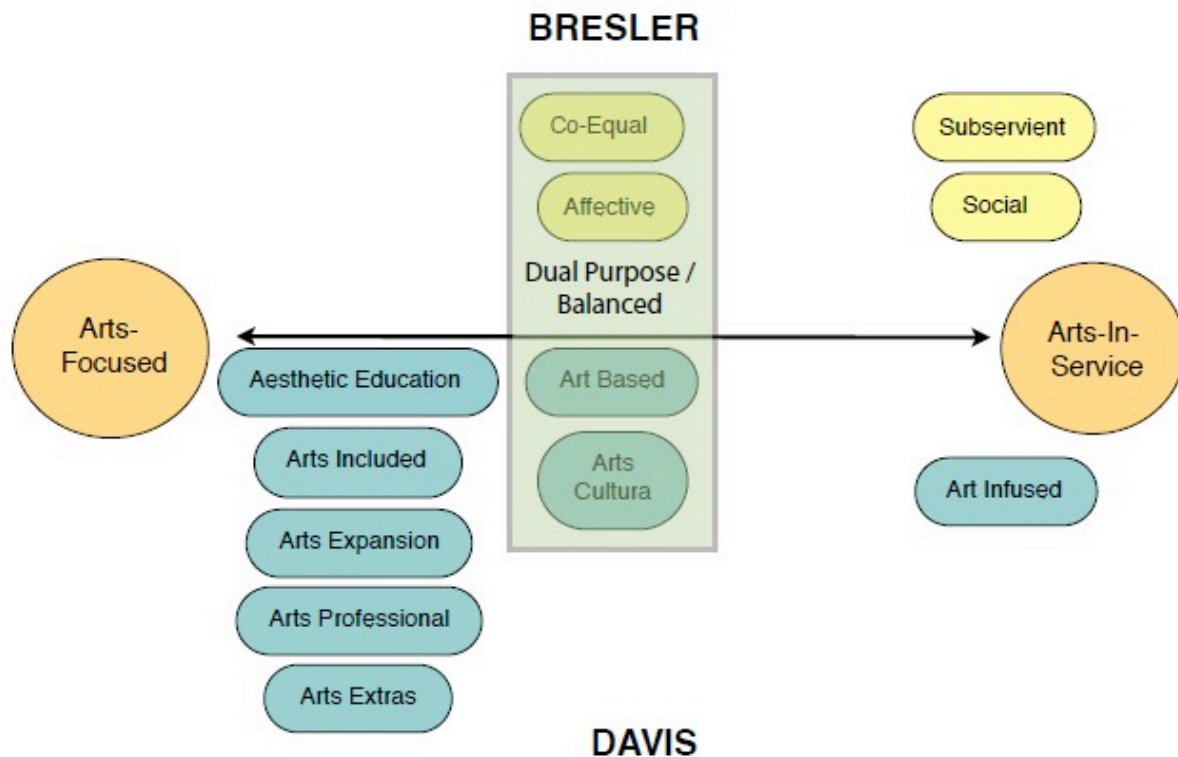 BRESLER
Co-Equal
Subservient
Affective
Social
Dual Purpose /
Balanced
Arts-
Focused
Arts-In-
Service
Aesthetic Education
Art Based
Arts Included
Arts
Cultura
Art Infused
Arts Expansion
Arts Professional
Arts Extras
DAVIS